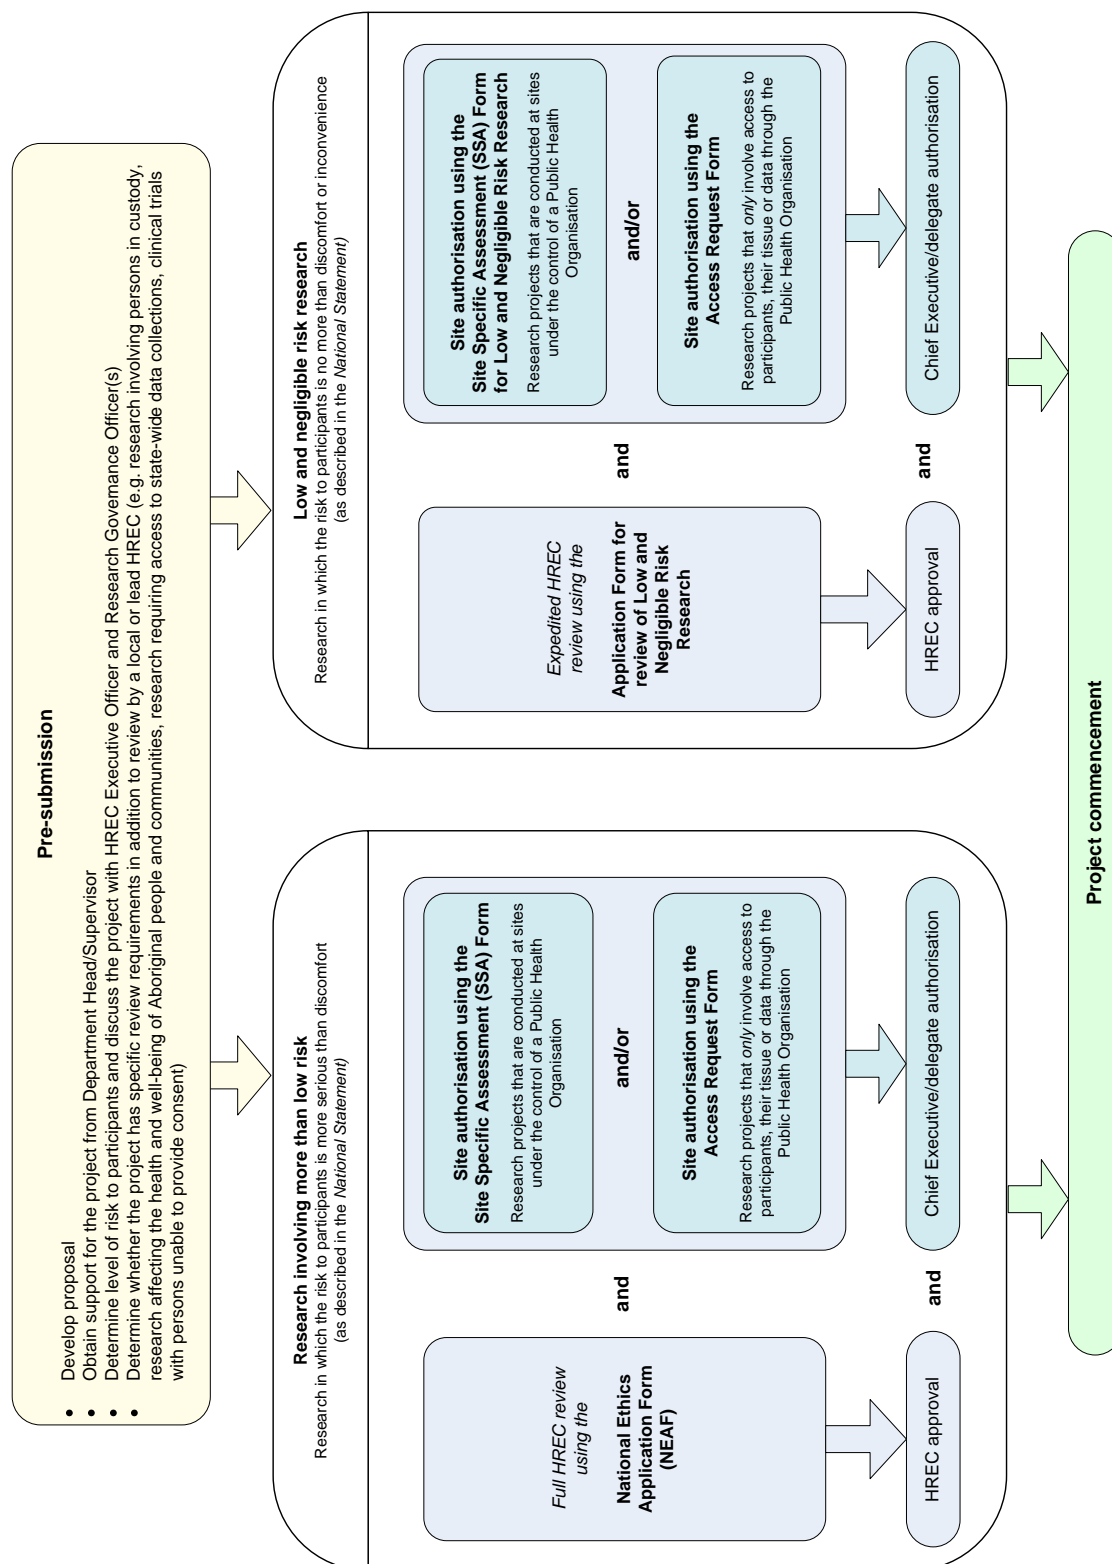 Pre-submission
• Develop proposal
• Obtain support for the project from Department Head/Supervisor
• Determine level of risk to participants and discuss the project with HREC Executive Officer and Research Governance Officer(s)
• Determine whether the project has specific review requirements in addition to review by a local or lead HREC (e.g. research involving persons in custody,
research affecting the health and well-being of Aboriginal people and communities, research requiring access to state-wide data collections, clinical trials
with persons unable to provide consent)
Research involving more than low risk
Research in which the risk to participants is more serious than discomfort
(as described in the National Statement)
Full HREC review
using the
National Ethics
Application Form
(NEAF)
and
Site authorisation using the
Site Specific Assessment (SSA) Form
Research projects that are conducted at sites
under the control of a Public Health
Organisation
and/or
Site authorisation using the
Access Request Form
Research projects that only involve access to
participants, their tissue or data through the
Public Health Organisation
HREC approval
and
Chief Executive/delegate authorisation
Low and negligible risk research
Research in which the risk to participants is no more than discomfort or inconvenience
(as described in the National Statement)
Expedited HREC
review using the
Application Form for
review of Low and
Negligible Risk
Research
and
Site authorisation using the
Site Specific Assessment (SSA) Form
for Low and Negligible Risk Research
Research projects that are conducted at sites
under the control of a Public Health
Organisation
and/or
Site authorisation using the
Access Request Form
Research projects that only involve access to
participants, their tissue or data through the
Public Health Organisation
HREC approval
and
Chief Executive/delegate authorisation
Project commencement